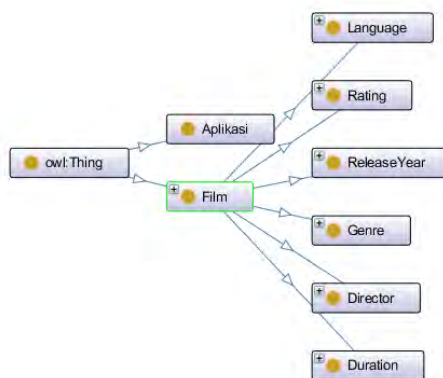 Language
Rating
Aplikasi
owl:Thing
ReleaseYear
Film
Genre
Director
Duration